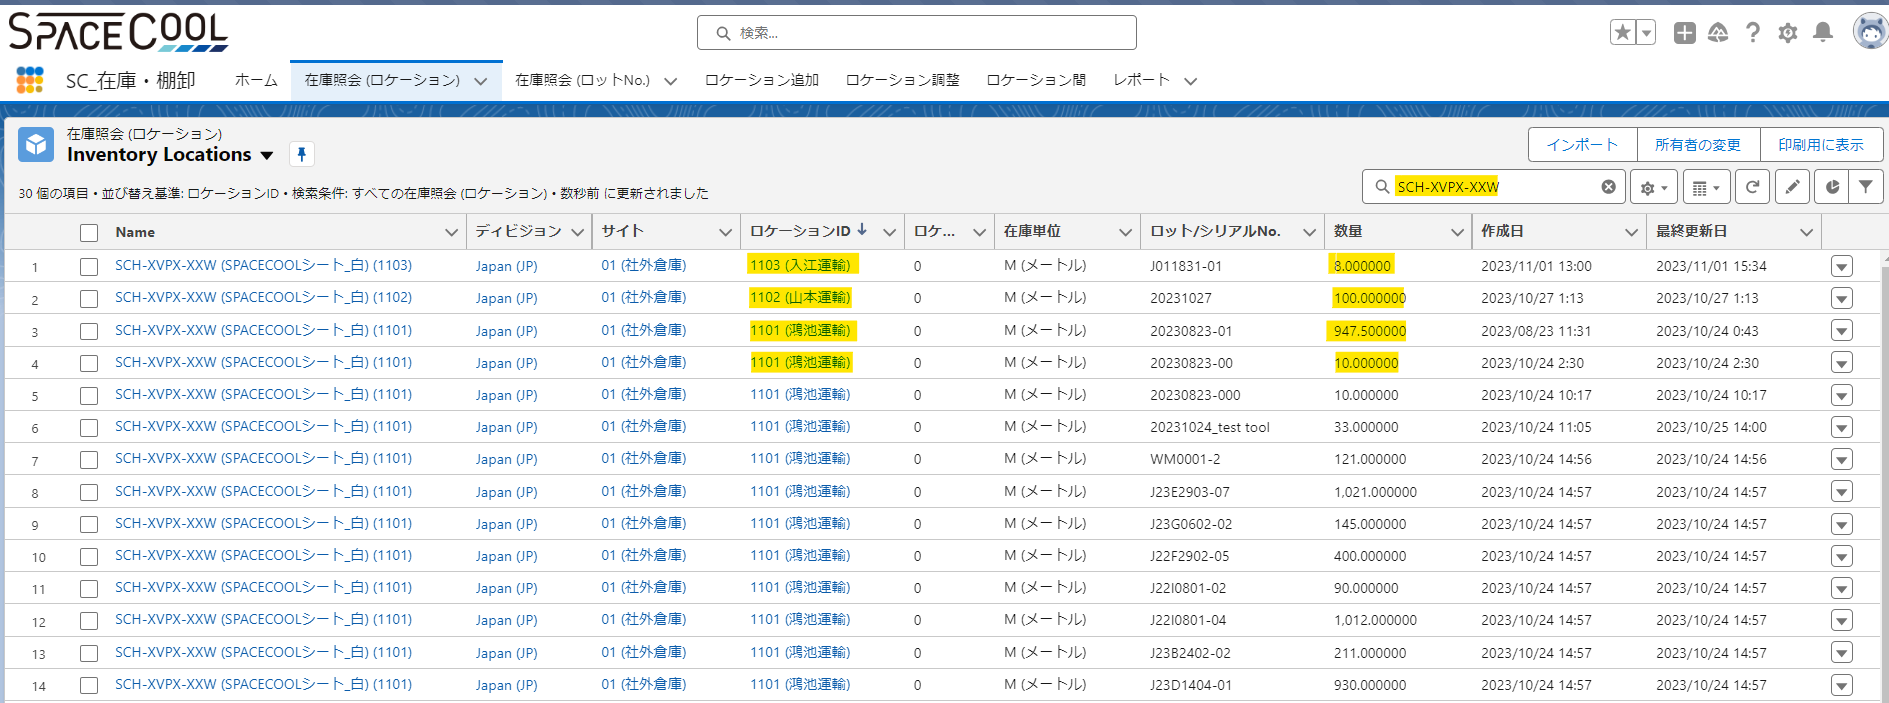 SPACECOOL
検索...
SC_在庫・棚卸 ホーム 在庫照会 (ロケーション) 在庫照会 (ロットNo.) ロケーション追加 ロケーション調整 ロケーション間 レポート
在庫照会 (ロケーション)
Inventory Locations
インポート 所有者の変更 印刷用に表示
30 個の項目・並び替え基準: ロケーションID・検索条件: すべての在庫照会 (ロケーション)・数秒前 に更新されました
SCH-XVPX-XXW
Name ディビジョン サイト ロケーションID ロケ... 在庫単位 ロット/シリアルNo. 数量 作成日 最終更新日
1 SCH-XVPX-XXW (SPACECOOLシート_白) (1103) Japan (JP) 01 (社外倉庫) 1103 (入江運輸) 0 M (メートル) J011831-01 8.000000 2023/11/01 13:00 2023/11/01 15:34
2 SCH-XVPX-XXW (SPACECOOLシート_白) (1102) Japan (JP) 01 (社外倉庫) 1102 (山本運輸) 0 M (メートル) 20231027 100.000000 2023/10/27 1:13 2023/10/27 1:13
3 SCH-XVPX-XXW (SPACECOOLシート_白) (1101) Japan (JP) 01 (社外倉庫) 1101 (鴻池運輸) 0 M (メートル) 20230823-01 947.500000 2023/08/23 11:31 2023/10/24 0:43
4 SCH-XVPX-XXW (SPACECOOLシート_白) (1101) Japan (JP) 01 (社外倉庫) 1101 (鴻池運輸) 0 M (メートル) 20230823-00 10.000000 2023/10/24 2:30 2023/10/24 2:30
5 SCH-XVPX-XXW (SPACECOOLシート_白) (1101) Japan (JP) 01 (社外倉庫) 1101 (鴻池運輸) 0 M (メートル) 20230823-000 10.000000 2023/10/24 10:17 2023/10/24 10:17
6 SCH-XVPX-XXW (SPACECOOLシート_白) (1101) Japan (JP) 01 (社外倉庫) 1101 (鴻池運輸) 0 M (メートル) 20231024_test tool 33.000000 2023/10/24 11:05 2023/10/25 14:00
7 SCH-XVPX-XXW (SPACECOOLシート_白) (1101) Japan (JP) 01 (社外倉庫) 1101 (鴻池運輸) 0 M (メートル) WM0001-2 121.000000 2023/10/24 14:56 2023/10/24 14:56
8 SCH-XVPX-XXW (SPACECOOLシート_白) (1101) Japan (JP) 01 (社外倉庫) 1101 (鴻池運輸) 0 M (メートル) J23E2903-07 1,021.000000 2023/10/24 14:57 2023/10/24 14:57
9 SCH-XVPX-XXW (SPACECOOLシート_白) (1101) Japan (JP) 01 (社外倉庫) 1101 (鴻池運輸) 0 M (メートル) J23G0602-02 145.000000 2023/10/24 14:57 2023/10/24 14:57
10 SCH-XVPX-XXW (SPACECOOLシート_白) (1101) Japan (JP) 01 (社外倉庫) 1101 (鴻池運輸) 0 M (メートル) J22F2902-05 400.000000 2023/10/24 14:57 2023/10/24 14:57
11 SCH-XVPX-XXW (SPACECOOLシート_白) (1101) Japan (JP) 01 (社外倉庫) 1101 (鴻池運輸) 0 M (メートル) J22I0801-02 90.000000 2023/10/24 14:57 2023/10/24 14:57
12 SCH-XVPX-XXW (SPACECOOLシート_白) (1101) Japan (JP) 01 (社外倉庫) 1101 (鴻池運輸) 0 M (メートル) J22I0801-04 1,012.000000 2023/10/24 14:57 2023/10/24 14:57
13 SCH-XVPX-XXW (SPACECOOLシート_白) (1101) Japan (JP) 01 (社外倉庫) 1101 (鴻池運輸) 0 M (メートル) J23B2402-02 211.000000 2023/10/24 14:57 2023/10/24 14:57
14 SCH-XVPX-XXW (SPACECOOLシート_白) (1101) Japan (JP) 01 (社外倉庫) 1101 (鴻池運輸) 0 M (メートル) J23D1404-01 930.000000 2023/10/24 14:57 2023/10/24 14:57